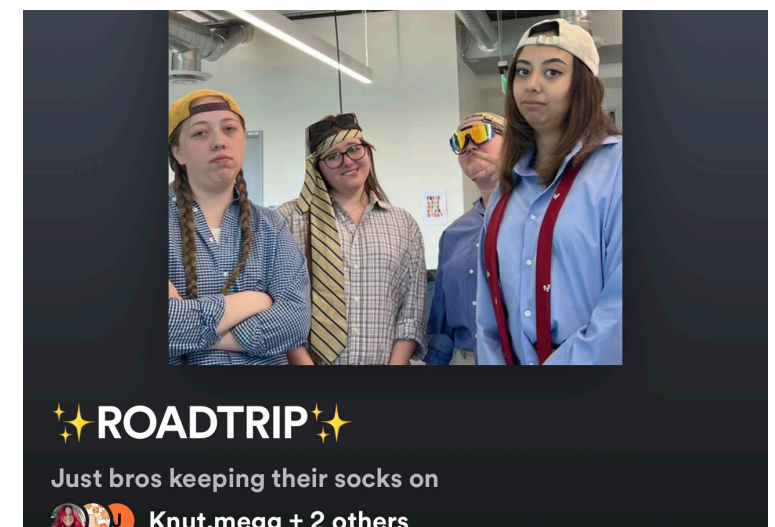 ✨ROADTRIP✨
Just bros keeping their socks on
Knut.megg + 2 others